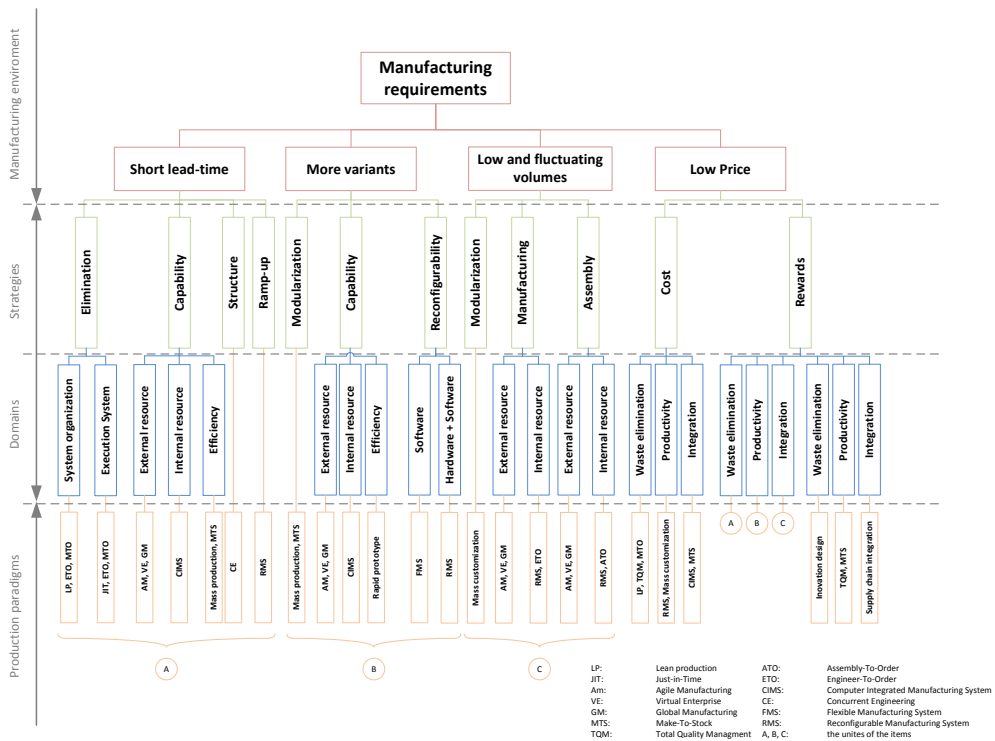 Manufacturing enviroment
Manufacturing
requirements
Short lead-time
More variants
Low and fluctuating
volumes
Low Price
Strategies
Elimination
Capability
Structure
Ramp-up
Modularization
Capability
Reconfigurability
Modularization
Manufacturing
Assembly
Cost
Rewards
Domains
System organization
Execution System
External resource
Internal resource
Efficiency
External resource
Internal resource
Efficiency
Software
Hardware + Software
External resource
Internal resource
External resource
Internal resource
Waste elimination
Productivity
Integration
Waste elimination
Productivity
Integration
Waste elimination
Productivity
Integration
Production paradigms
LP, ETO, MTO
JIT, ETO, MTO
AM, VE, GM
CIMS
Mass production, MTS
CE
RMS
Mass production, MTS
AM, VE, GM
CIMS
Rapid prototype
FMS
RMS
Mass customization
AM, VE, GM
RMS, ETO
AM, VE, GM
RMS, ATO
LP, TQM, MTO
RMS, Mass customization
CIMS, MTS
A
B
C
Inovation design
TQM, MTS
Supply chain integration
A
B
C
LP: Lean production
JIT: Just-in-Time
Am: Agile Manufacturing
VE: Virtual Enterprise
GM: Global Manufacturing
MTS: Make-To-Stock
TQM: Total Quality Managment
ATO: Assembly-To-Order
ETO: Engineer-To-Order
CIMS: Computer Integrated Manufacturing System
CE: Concurrent Engineering
FMS: Flexible Manufacturing System
RMS: Reconfigurable Manufacturing System
A, B, C: the unites of the items